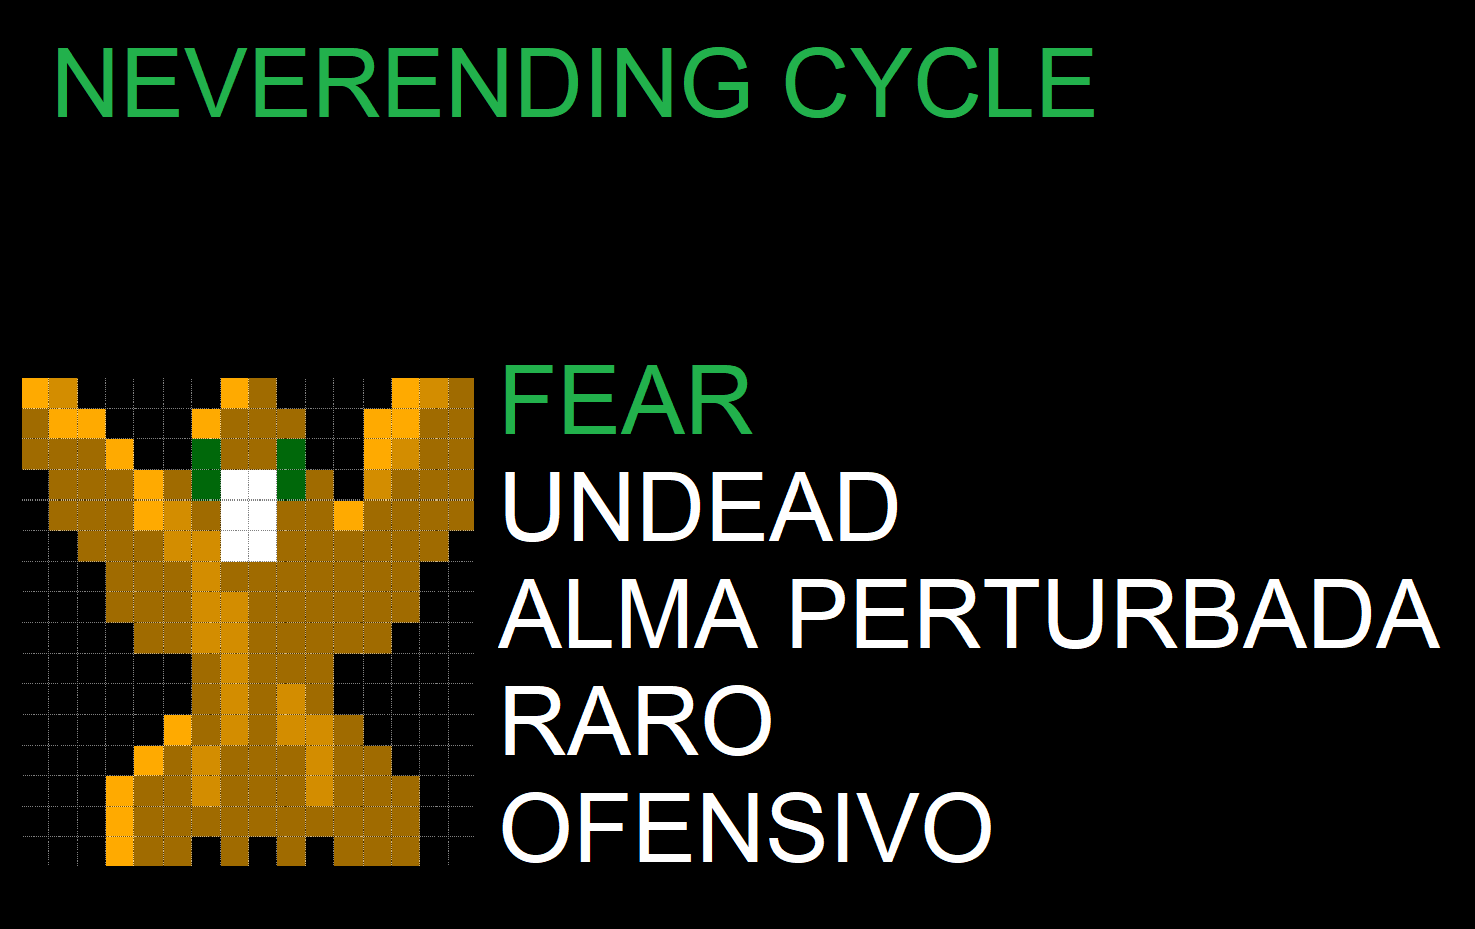 NEVERENDING CYCLE
FEAR
UNDEAD
ALMA PERTURBADA
RARO
OFENSIVO